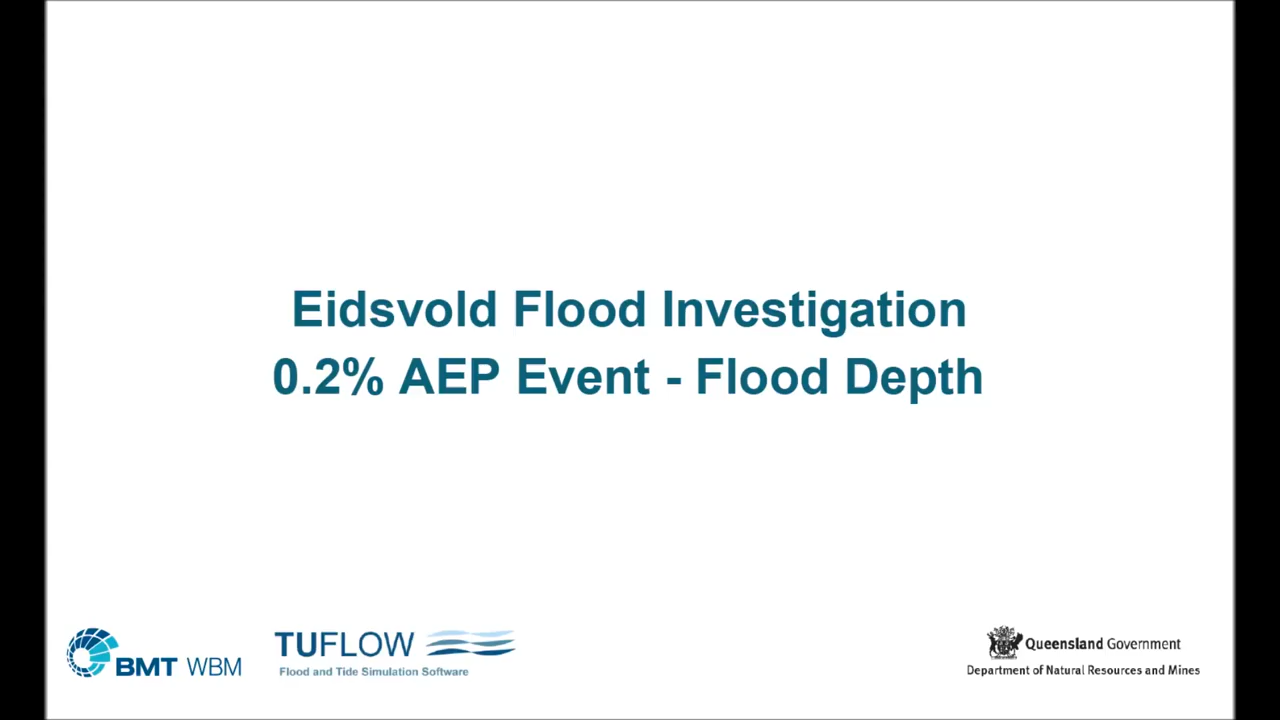 Eidsvold Flood Investigation
0.2% AEP Event - Flood Depth
BMT WBM
TUFLOW
Flood and Tide Simulation Software
Queensland Government
Department of Natural Resources and Mines